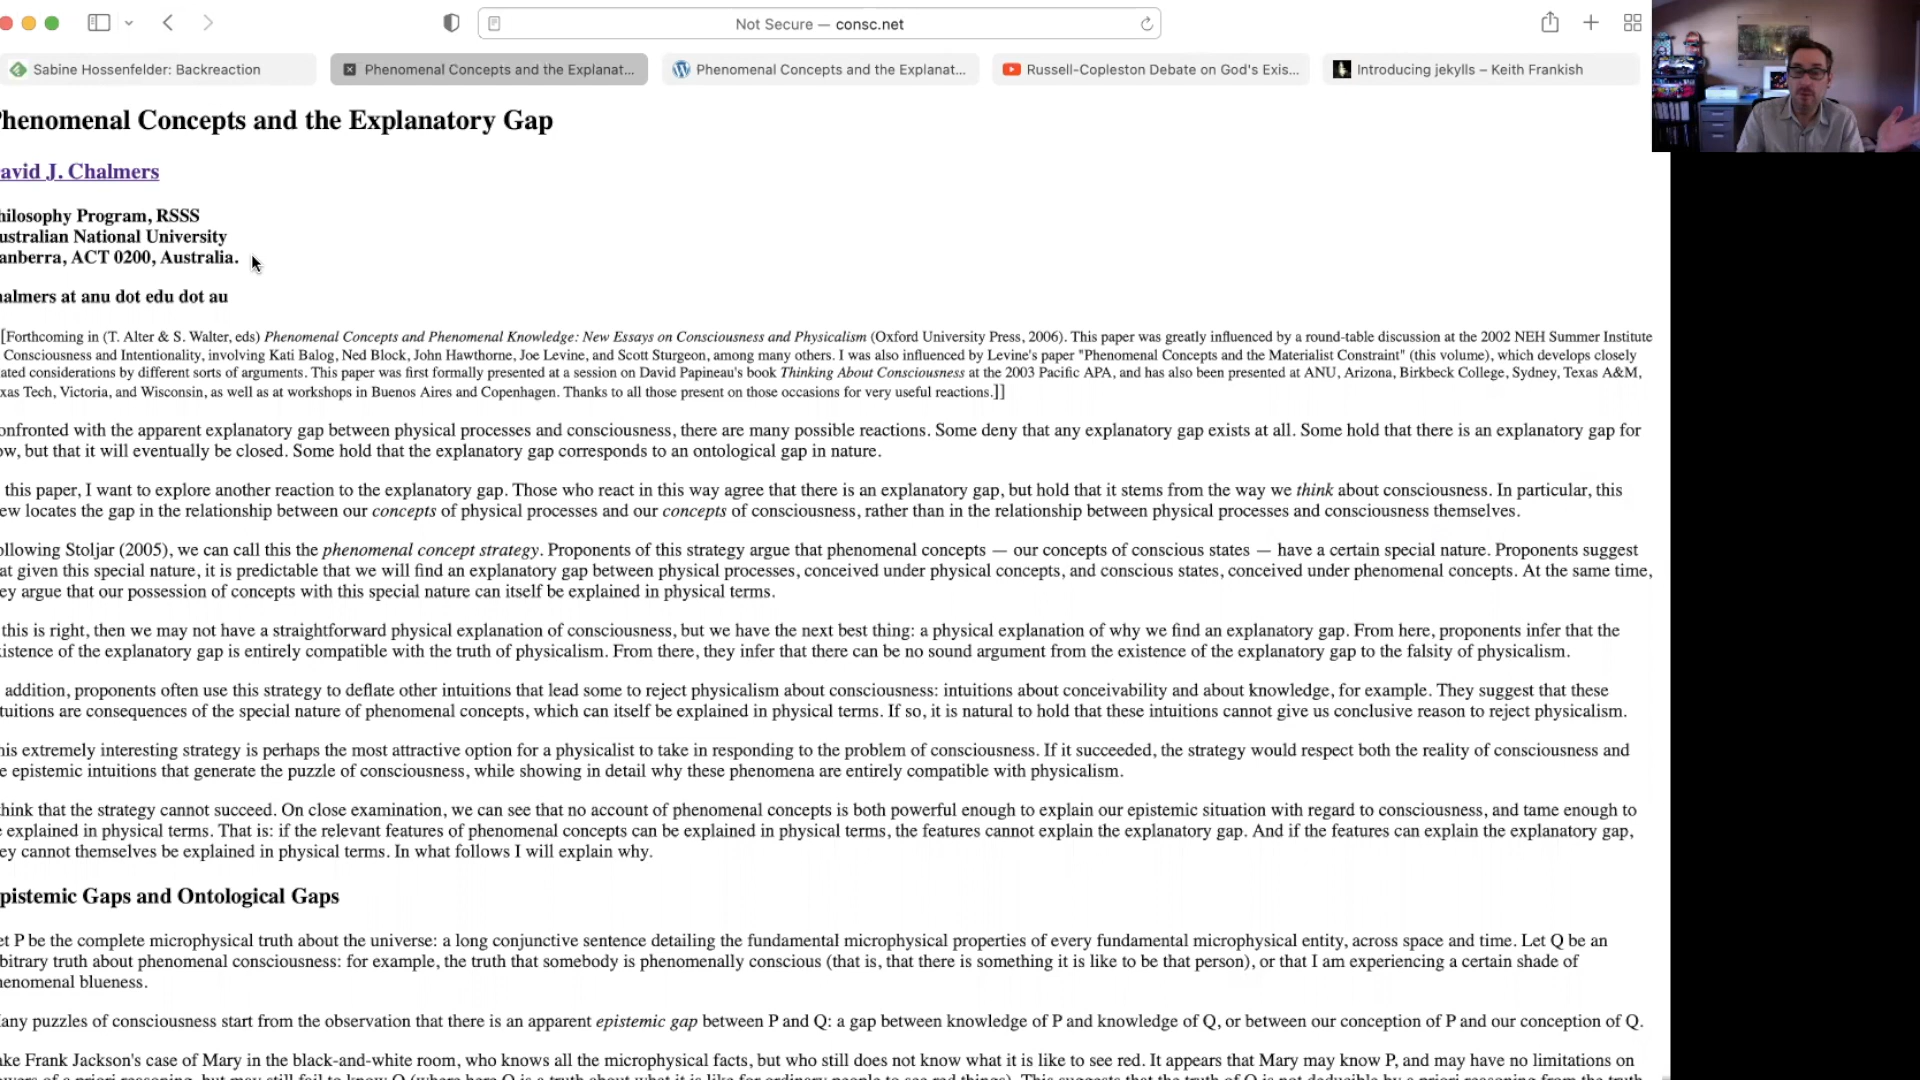 Not Secure — consc.net
Sabine Hossenfelder: Backreaction
Phenomenal Concepts and the Explanat...
Phenomenal Concepts and the Explanat...
Russell-Copleston Debate on God's Exis...
Introducing jekylls – Keith Frankish
henomenal Concepts and the Explanatory Gap
avid J. Chalmers
hilosophy Program, RSSS
ustralian National University
anberra, ACT 0200, Australia.
halmers at anu dot edu dot au
[Forthcoming in (T. Alter & S. Walter, eds) Phenomenal Concepts and Phenomenal Knowledge: New Essays on Consciousness and Physicalism (Oxford University Press, 2006). This paper was greatly influenced by a round-table discussion at the 2002 NEH Summer Institute
Consciousness and Intentionality, involving Kati Balog, Ned Block, John Hawthorne, Joe Levine, and Scott Sturgeon, among many others. I was also influenced by Levine's paper "Phenomenal Concepts and the Materialist Constraint" (this volume), which develops closely
ated considerations by different sorts of arguments. This paper was first formally presented at a session on David Papineau's book Thinking About Consciousness at the 2003 Pacific APA, and has also been presented at ANU, Arizona, Birkbeck College, Sydney, Texas A&M,
xas Tech, Victoria, and Wisconsin, as well as at workshops in Buenos Aires and Copenhagen. Thanks to all those present on those occasions for very useful reactions.]]
onfronted with the apparent explanatory gap between physical processes and consciousness, there are many possible reactions. Some deny that any explanatory gap exists at all. Some hold that there is an explanatory gap for
ow, but that it will eventually be closed. Some hold that the explanatory gap corresponds to an ontological gap in nature.
this paper, I want to explore another reaction to the explanatory gap. Those who react in this way agree that there is an explanatory gap, but hold that it stems from the way we think about consciousness. In particular, this
ew locates the gap in the relationship between our concepts of physical processes and our concepts of consciousness, rather than in the relationship between physical processes and consciousness themselves.
ollowing Stoljar (2005), we can call this the phenomenal concept strategy. Proponents of this strategy argue that phenomenal concepts — our concepts of conscious states — have a certain special nature. Proponents suggest
at given this special nature, it is predictable that we will find an explanatory gap between physical processes, conceived under physical concepts, and conscious states, conceived under phenomenal concepts. At the same time,
ey argue that our possession of concepts with this special nature can itself be explained in physical terms.
this is right, then we may not have a straightforward physical explanation of consciousness, but we have the next best thing: a physical explanation of why we find an explanatory gap. From here, proponents infer that the
istence of the explanatory gap is entirely compatible with the truth of physicalism. From there, they infer that there can be no sound argument from the existence of the explanatory gap to the falsity of physicalism.
addition, proponents often use this strategy to deflate other intuitions that lead some to reject physicalism about consciousness: intuitions about conceivability and about knowledge, for example. They suggest that these
tuitions are consequences of the special nature of phenomenal concepts, which can itself be explained in physical terms. If so, it is natural to hold that these intuitions cannot give us conclusive reason to reject physicalism.
his extremely interesting strategy is perhaps the most attractive option for a physicalist to take in responding to the problem of consciousness. If it succeeded, the strategy would respect both the reality of consciousness and
e epistemic intuitions that generate the puzzle of consciousness, while showing in detail why these phenomena are entirely compatible with physicalism.
think that the strategy cannot succeed. On close examination, we can see that no account of phenomenal concepts is both powerful enough to explain our epistemic situation with regard to consciousness, and tame enough to
e explained in physical terms. That is: if the relevant features of phenomenal concepts can be explained in physical terms, the features cannot explain the explanatory gap. And if the features can explain the explanatory gap,
ey cannot themselves be explained in physical terms. In what follows I will explain why.
pistemic Gaps and Ontological Gaps
et P be the complete microphysical truth about the universe: a long conjunctive sentence detailing the fundamental microphysical properties of every fundamental microphysical entity, across space and time. Let Q be an
bitrary truth about phenomenal consciousness: for example, the truth that somebody is phenomenally conscious (that is, that there is something it is like to be that person), or that I am experiencing a certain shade of
enomenal blueness.
any puzzles of consciousness start from the observation that there is an apparent epistemic gap between P and Q: a gap between knowledge of P and knowledge of Q, or between our conception of P and our conception of Q.
ake Frank Jackson's case of Mary in the black-and-white room, who knows all the microphysical facts, but who still does not know what it is like to see red. It appears that Mary may know P, and may have no limitations on